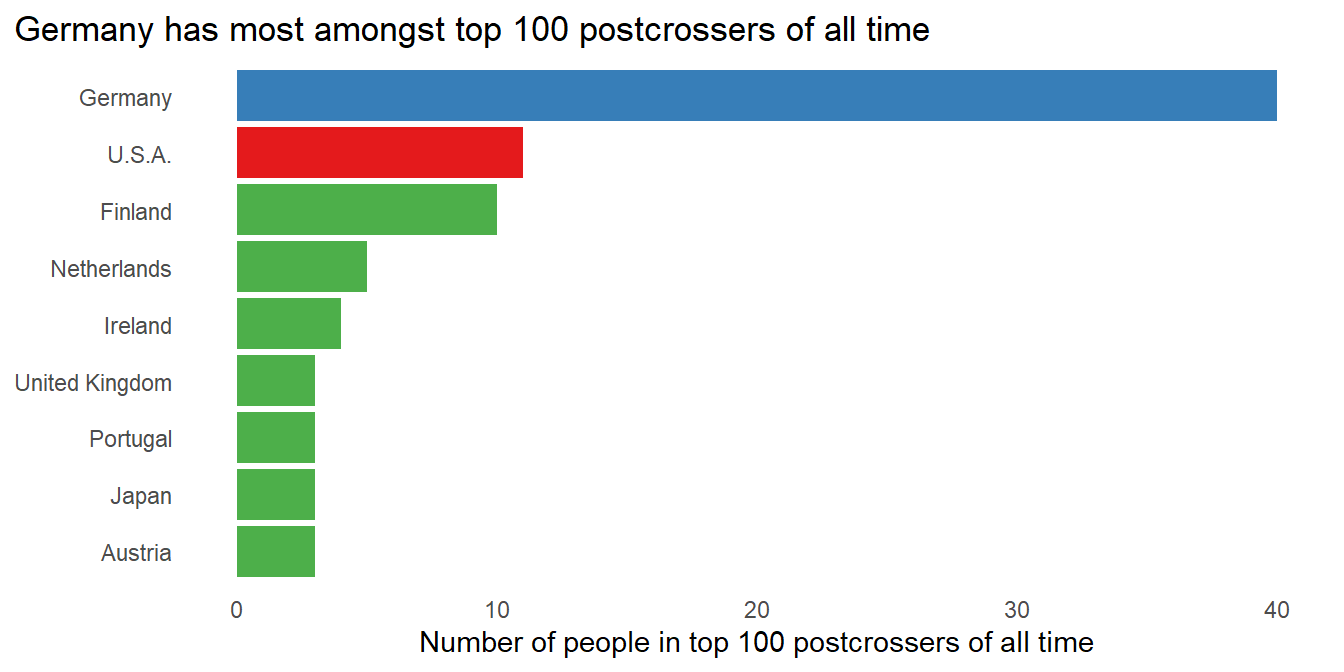 Germany has most amongst top 100 postcrossers of all time
Germany
U.S.A.
Finland
Netherlands
Ireland
United Kingdom
Portugal
Japan
Austria
0 10 20 30 40
Number of people in top 100 postcrossers of all time